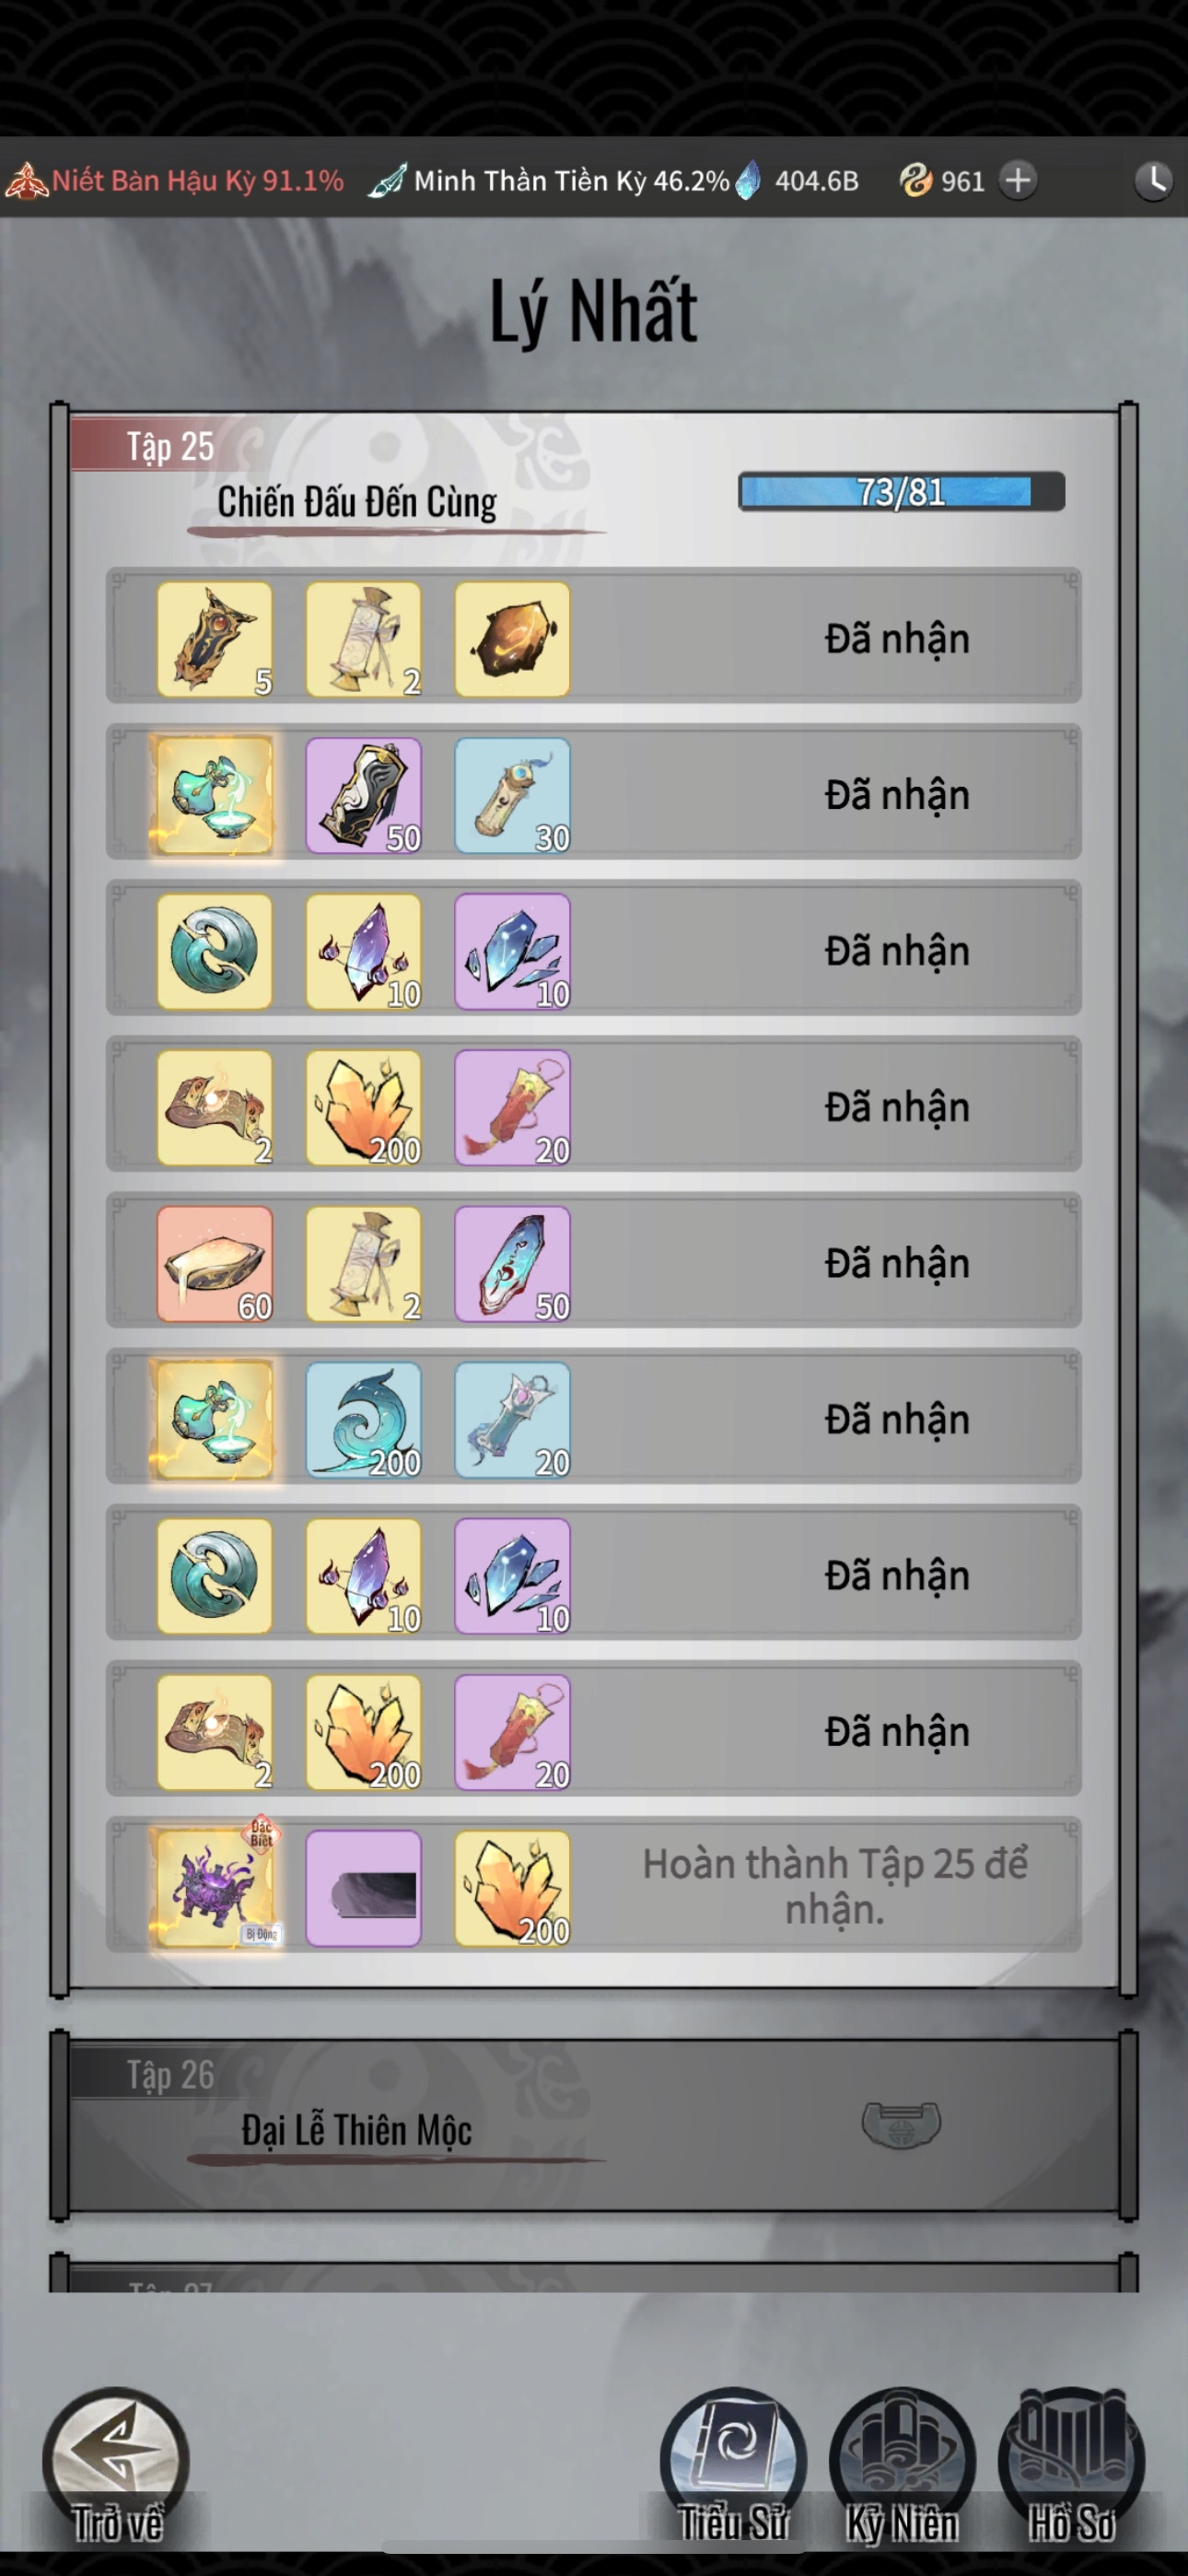 Niết Bàn Hậu Kỳ 91.1% Minh Thần Tiền Kỳ 46.2% 404.6B 961
Lý Nhất
Tập 25
Chiến Đấu Đến Cùng
73/81
5 2 Đã nhận
50 30 Đã nhận
10 10 Đã nhận
2 200 20 Đã nhận
60 2 50 Đã nhận
200 20 Đã nhận
10 10 Đã nhận
2 200 20 Đã nhận
Đặc
Biệt
Bị Động
200
Hoàn thành Tập 25 để
nhận.
Tập 26
Đại Lễ Thiên Mộc
Trở về Tiểu Sử Kỷ Niên Hồ Sơ